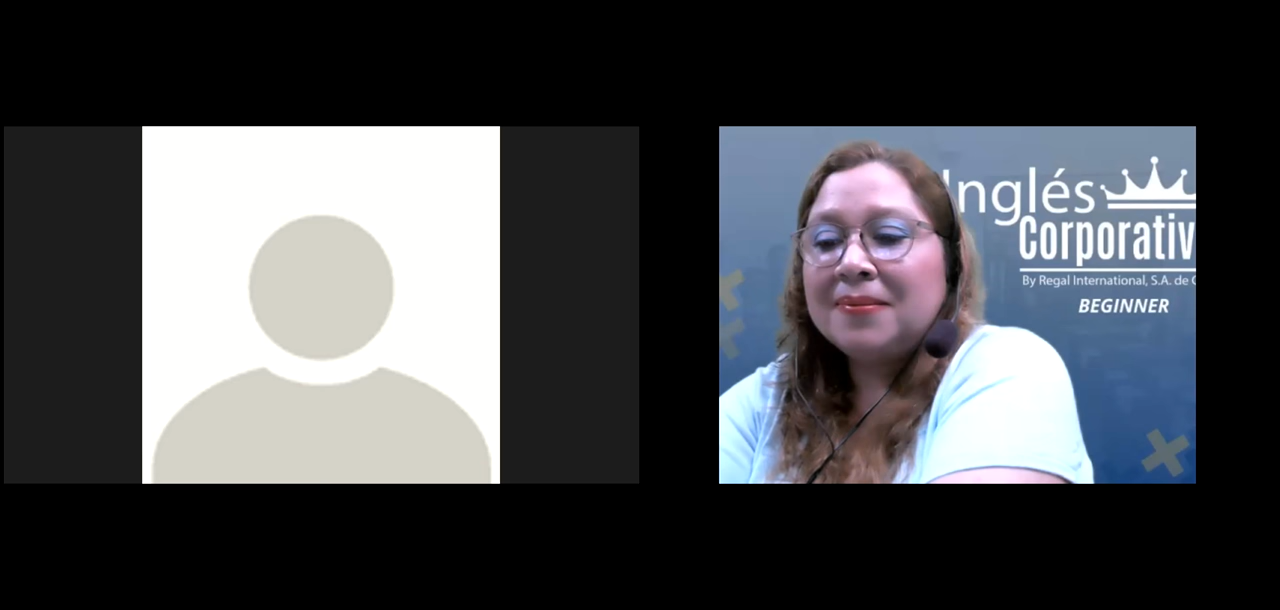 Inglés
Corporativ
By Regal International, S.A. de C
BEGINNER